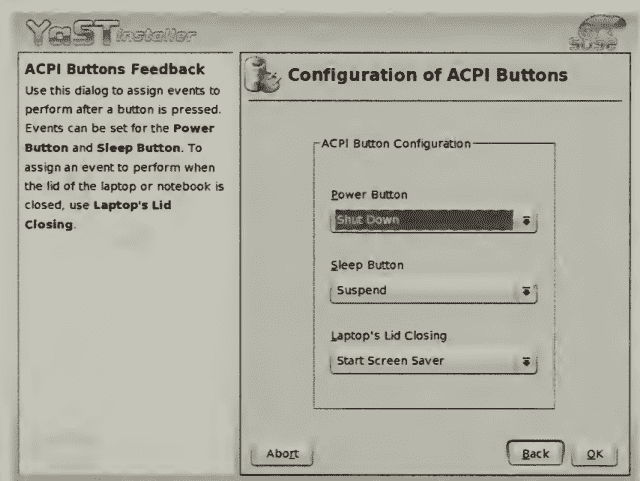 YaST Installer
SUSE
ACPI Buttons Feedback
Use this dialog to assign events to
perform after a button is pressed.
Events can be set for the Power
Button and Sleep Button. To
assign an event to perform when
the lid of the laptop or notebook is
closed, use Laptop's Lid
Closing.
Configuration of ACPI Buttons
ACPI Button Configuration
Power Button
Shut Down
Sleep Button
Suspend
Laptop's Lid Closing
Start Screen Saver
Abort
Back
OK